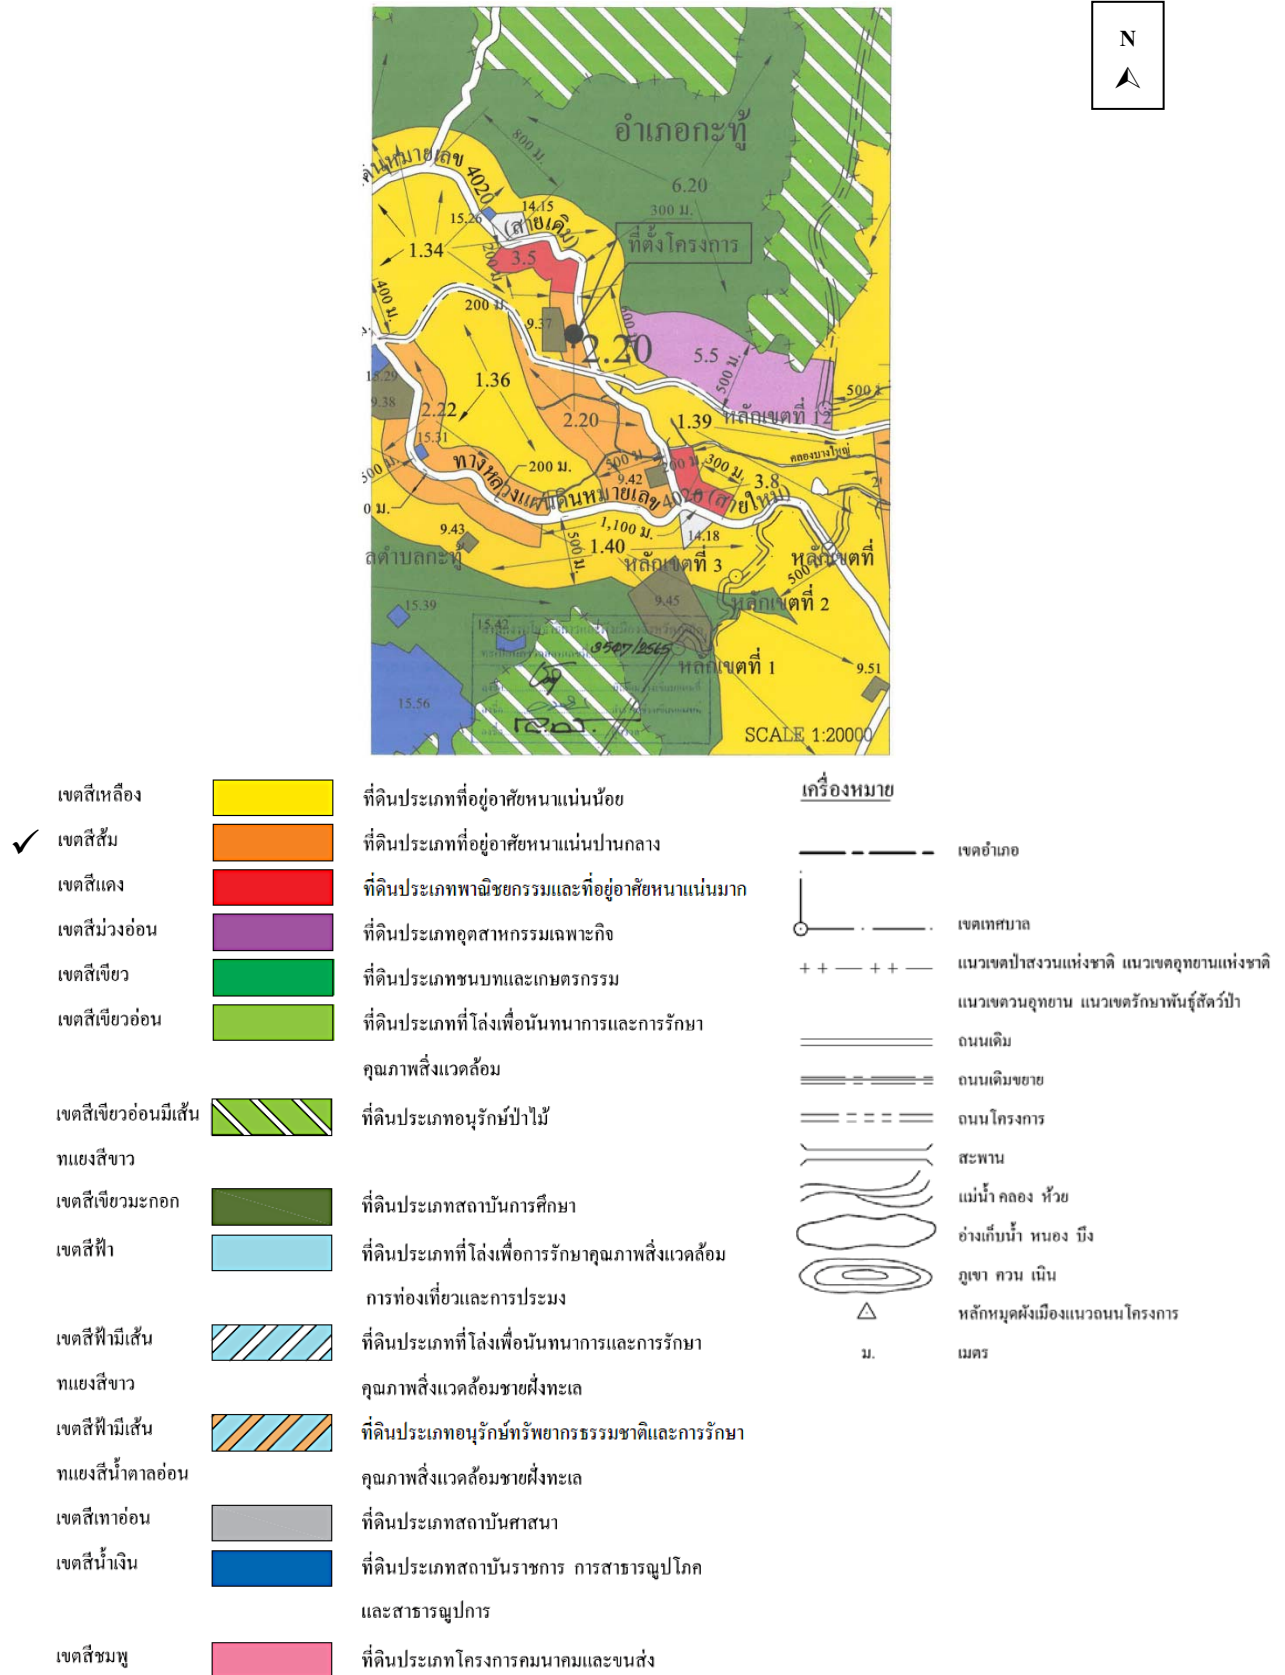 N
อำเภอกะทู้
800 ม.
6.20
300 ม.
ที่ตั้งโครงการ
4020
14.15
15.26
(สายเดิม)
1.34
200 ม.
3.5
400 ม.
200 ม.
9.37
2.20
5.5
500 ม.
15.29
9.38
1.36
2.22
2.20
1.39
หลักเขตที่ 12
15.31
คลองบางใหญ่
200 ม.
500 ม.
300 ม.
3.8
9.42
ทางหลวงแผ่นดินหมายเลข 4020 (สายใหม่)
1,100 ม.
14.18
9.43
500 ม.
1.40
หลักเขตที่ 3
หลักเขตที่
500
หลักเขตที่ 2
9.45
15.39
15.42
3547/2565
หลักเขตที่ 1
9.51
15.56
SCALE 1:20000
เขตสีเหลือง ที่ดินประเภทที่อยู่อาศัยหนาแน่นน้อย
✓ เขตสีส้ม ที่ดินประเภทที่อยู่อาศัยหนาแน่นปานกลาง
เขตสีแดง ที่ดินประเภทพาณิชยกรรมและที่อยู่อาศัยหนาแน่นมาก
เขตสีม่วงอ่อน ที่ดินประเภทอุตสาหกรรมเฉพาะกิจ
เขตสีเขียว ที่ดินประเภทชนบทและเกษตรกรรม
เขตสีเขียวอ่อน ที่ดินประเภทที่โล่งเพื่อนันทนาการและการรักษา
คุณภาพสิ่งแวดล้อม
เขตสีเขียวอ่อนมีเส้น ที่ดินประเภทอนุรักษ์ป่าไม้
ทแยงสีขาว
เขตสีเขียวมะกอก ที่ดินประเภทสถาบันการศึกษา
เขตสีฟ้า ที่ดินประเภทที่โล่งเพื่อการรักษาคุณภาพสิ่งแวดล้อม
การท่องเที่ยวและการประมง
เขตสีฟ้ามีเส้น ที่ดินประเภทที่โล่งเพื่อนันทนาการและการรักษา
ทแยงสีขาว คุณภาพสิ่งแวดล้อมชายฝั่งทะเล
เขตสีฟ้ามีเส้น ที่ดินประเภทอนุรักษ์ทรัพยากรธรรมชาติและการรักษา
ทแยงสีน้ำตาลอ่อน คุณภาพสิ่งแวดล้อมชายฝั่งทะเล
เขตสีเทาอ่อน ที่ดินประเภทสถาบันศาสนา
เขตสีน้ำเงิน ที่ดินประเภทสถาบันราชการ การสาธารณูปโภค
และสาธารณูปการ
เขตสีชมพู ที่ดินประเภทโครงการคมนาคมและขนส่ง
เครื่องหมาย
เขตอำเภอ
เขตเทศบาล
แนวเขตป่าสงวนแห่งชาติ แนวเขตอุทยานแห่งชาติ
แนวเขตวนอุทยาน แนวเขตรักษาพันธุ์สัตว์ป่า
ถนนเดิม
ถนนเดิมขยาย
ถนนโครงการ
สะพาน
แม่น้ำ คลอง ห้วย
อ่างเก็บน้ำ หนอง บึง
ภูเขา ควน เนิน
หลักหมุดผังเมืองแนวถนนโครงการ
ม. เมตร